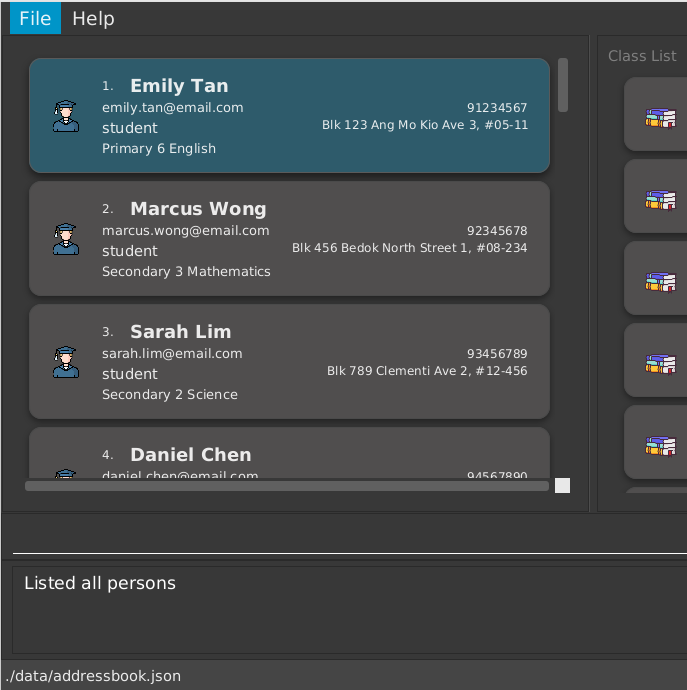 File Help
Class List
1. Emily Tan
emily.tan@email.com 91234567
student Blk 123 Ang Mo Kio Ave 3, #05-11
Primary 6 English
2. Marcus Wong
marcus.wong@email.com 92345678
student Blk 456 Bedok North Street 1, #08-234
Secondary 3 Mathematics
3. Sarah Lim
sarah.lim@email.com 93456789
student Blk 789 Clementi Ave 2, #12-456
Secondary 2 Science
4. Daniel Chen
daniel.chen@email.com 94567890
Listed all persons
./data/addressbook.json